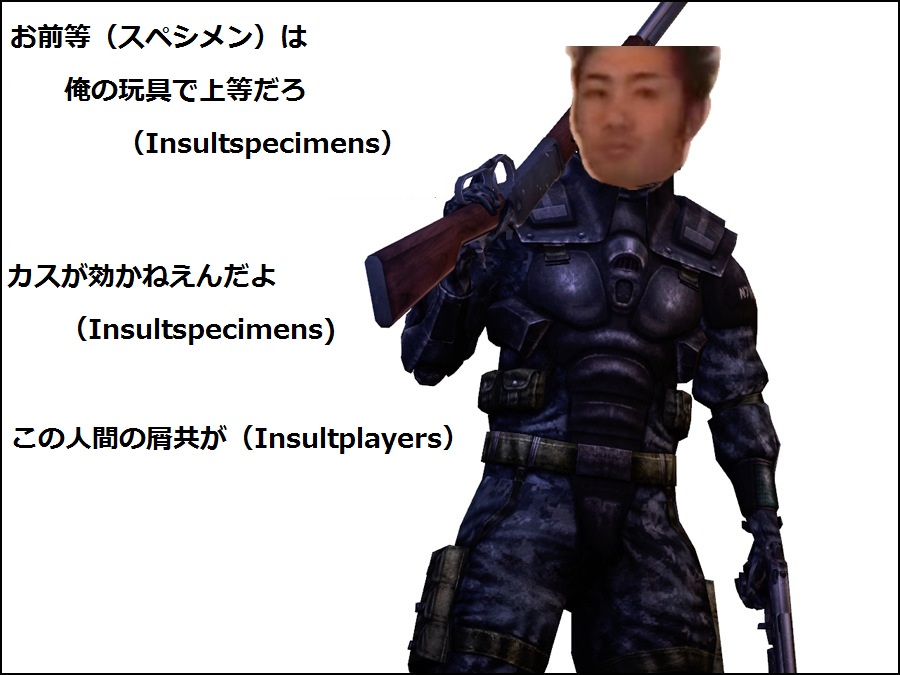 お前等（スペシメン）は
俺の玩具で上等だろ
（Insultspecimens）
カスが効かねえんだよ
（Insultspecimens)
この人間の屑共が（Insultplayers）